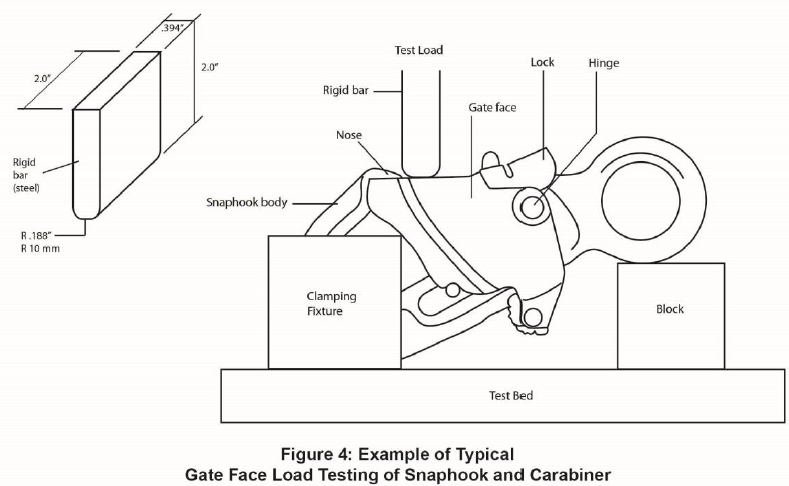 .394"
2.0"
2.0"
Rigid
bar
(steel)
R .188"
R 10 mm
Test Load
Rigid bar
Lock
Hinge
Gate face
Nose
Snaphook body
Clamping
Fixture
Block
Test Bed
Figure 4: Example of Typical
Gate Face Load Testing of Snaphook and Carabiner